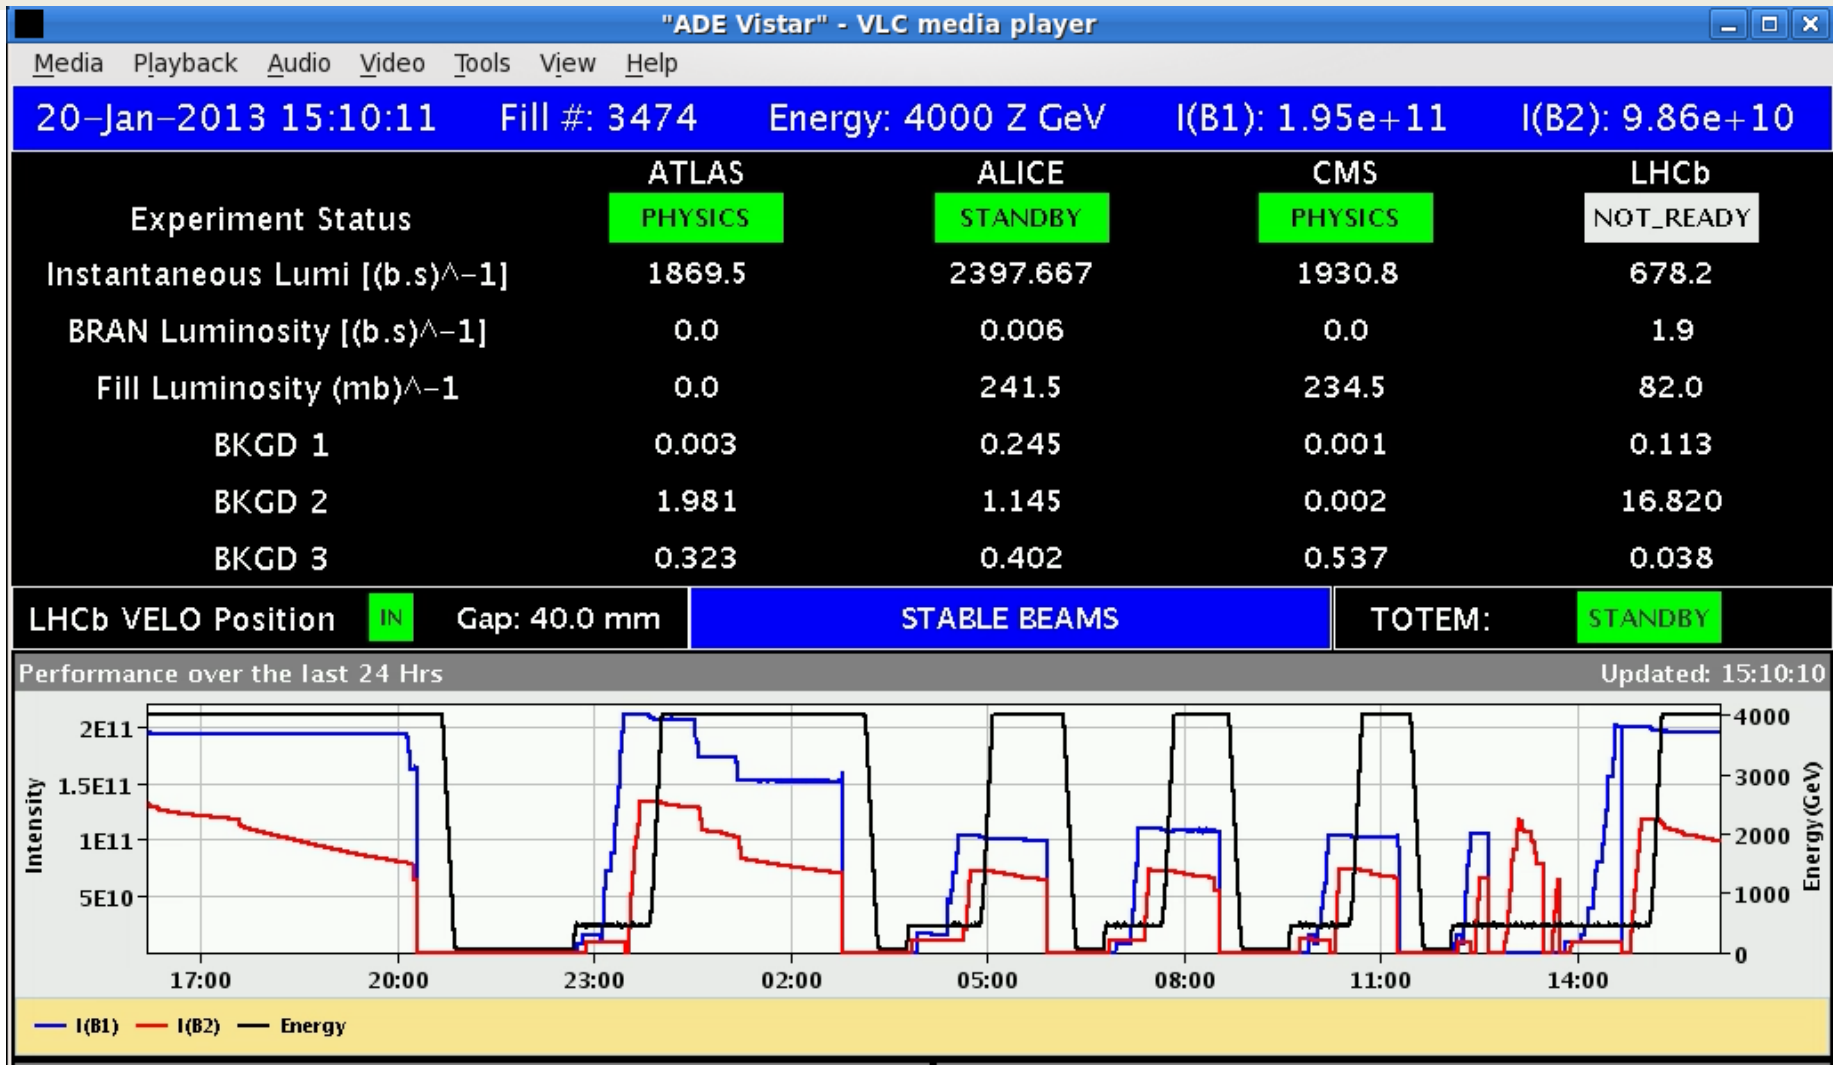 "ADE Vistar" - VLC media player
Media Playback Audio Video Tools View Help
20-Jan-2013 15:10:11 Fill #: 3474 Energy: 4000 Z GeV I(B1): 1.95e+11 I(B2): 9.86e+10
ATLAS ALICE CMS LHCb
Experiment Status PHYSICS STANDBY PHYSICS NOT_READY
Instantaneous Lumi [(b.s)^-1] 1869.5 2397.667 1930.8 678.2
BRAN Luminosity [(b.s)^-1] 0.0 0.006 0.0 1.9
Fill Luminosity (mb)^-1 0.0 241.5 234.5 82.0
BKGD 1 0.003 0.245 0.001 0.113
BKGD 2 1.981 1.145 0.002 16.820
BKGD 3 0.323 0.402 0.537 0.038
LHCb VELO Position IN Gap: 40.0 mm STABLE BEAMS TOTEM: STANDBY
Performance over the last 24 Hrs Updated: 15:10:10
2E11 4000
1.5E11 3000
1E11 2000
5E10 1000
0
Intensity
Energy(GeV)
17:00 20:00 23:00 02:00 05:00 08:00 11:00 14:00
I(B1) I(B2) Energy